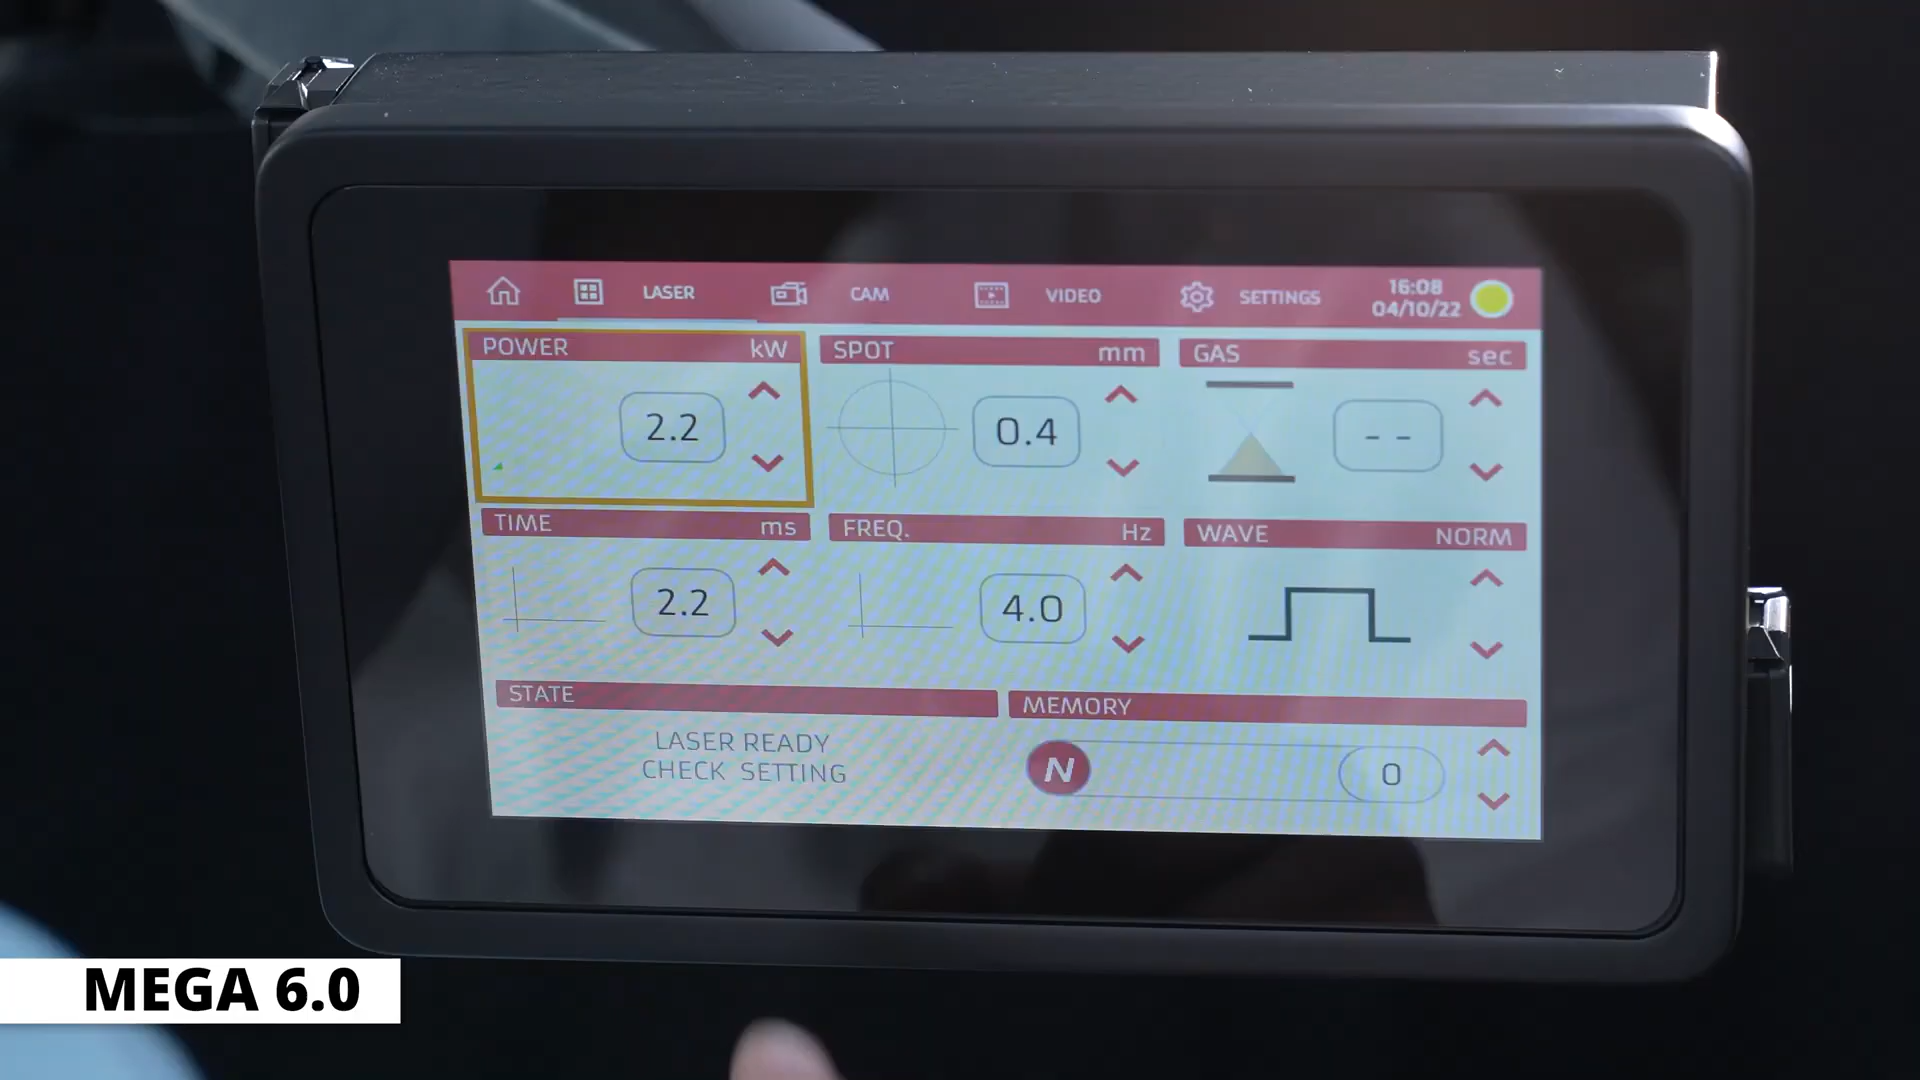 LASER CAM VIDEO SETTINGS 16:08
04/10/22
POWER kW SPOT mm GAS sec
2.2 0.4 --
TIME ms FREQ. Hz WAVE NORM
2.2 4.0
STATE MEMORY
LASER READY
CHECK SETTING
N 0
MEGA 6.0